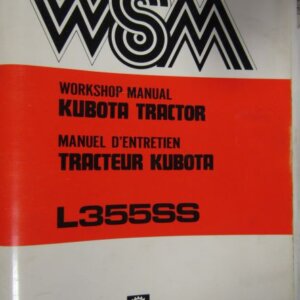 WSM
WORKSHOP MANUAL
KUBOTA TRACTOR
MANUEL D'ENTRETIEN
TRACTEUR KUBOTA
L355SS